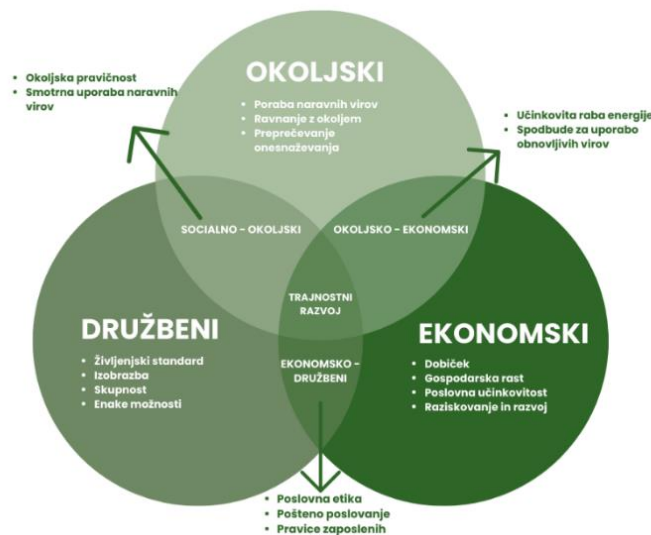 OKOLJSKI
• Poraba naravnih virov
• Ravnanje z okoljem
• Preprečevanje
onesnaževanja
• Okoljska pravičnost
• Smotrna uporaba naravnih
virov
• Učinkovita raba energije
• Spodbude za uporabo
obnovljivih virov
SOCIALNO - OKOLJSKI
OKOLJSKO - EKONOMSKI
TRAJNOSTNI
RAZVOJ
DRUŽBENI
• Življenjski standard
• Izobrazba
• Skupnost
• Enake možnosti
EKONOMSKO -
DRUŽBENI
EKONOMSKI
• Dobiček
• Gospodarska rast
• Poslovna učinkovitost
• Raziskovanje in razvoj
• Poslovna etika
• Pošteno poslovanje
• Pravice zaposlenih